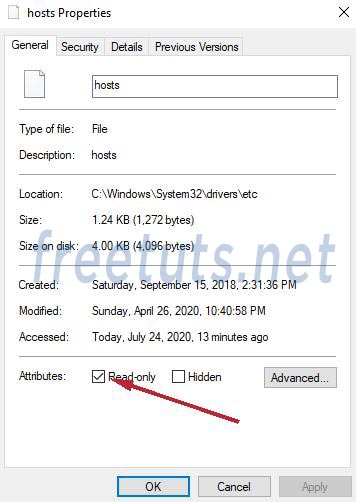 hosts Properties
General Security Details Previous Versions
hosts
Type of file: File
Description: hosts
Location: C:\Windows\System32\drivers\etc
Size: 1.24 KB (1,272 bytes)
Size on disk: 4.00 KB (4,096 bytes)
freetuts.net
Created: Saturday, September 15, 2018, 2:31:36 PM
Modified: Sunday, April 26, 2020, 10:40:58 PM
Accessed: Today, July 24, 2020, 13 minutes ago
Attributes: Read-only Hidden Advanced...
OK Cancel Apply